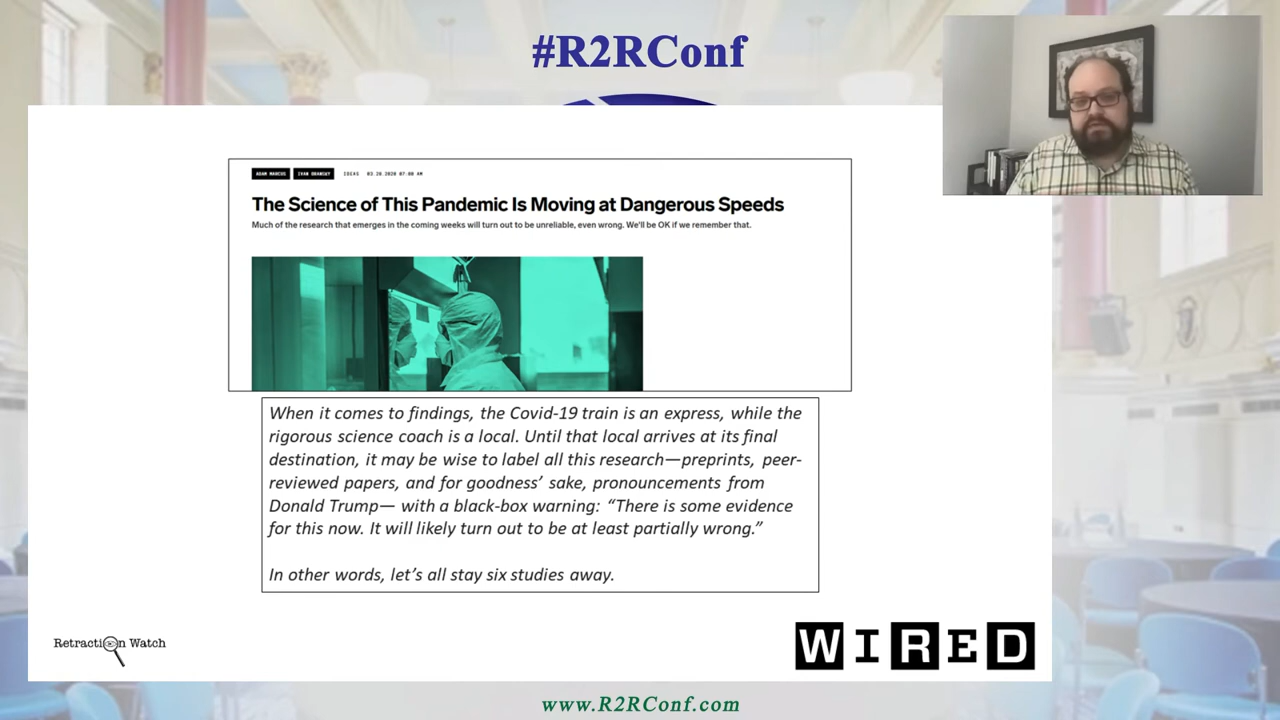 #R2RConf
ADAM MARCUS IVAN ORANSKY IDEAS 03.28.2020 07:00 AM
The Science of This Pandemic Is Moving at Dangerous Speeds
Much of the research that emerges in the coming weeks will turn out to be unreliable, even wrong. We'll be OK if we remember that.
When it comes to findings, the Covid-19 train is an express, while the
rigorous science coach is a local. Until that local arrives at its final
destination, it may be wise to label all this research—preprints, peer-
reviewed papers, and for goodness’ sake, pronouncements from
Donald Trump— with a black-box warning: “There is some evidence
for this now. It will likely turn out to be at least partially wrong.”
In other words, let’s all stay six studies away.
Retraction Watch
WIRED
www.R2RConf.com